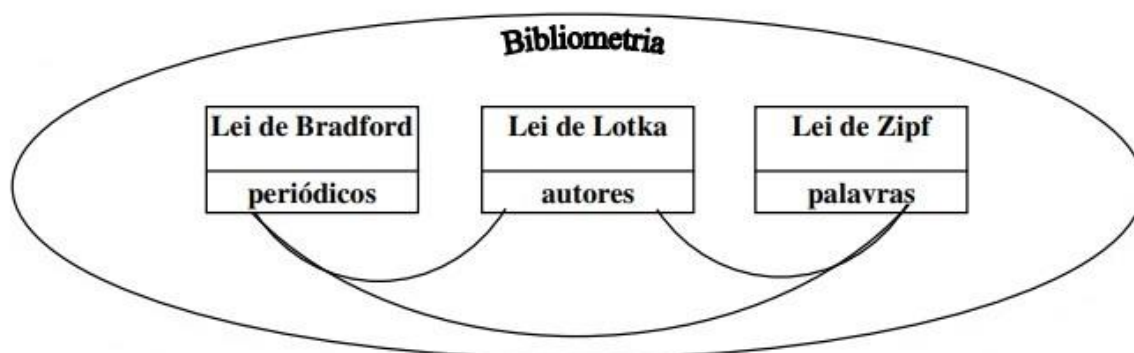 Bibliometria
Lei de Bradford
Lei de Lotka
Lei de Zipf
periódicos
autores
palavras